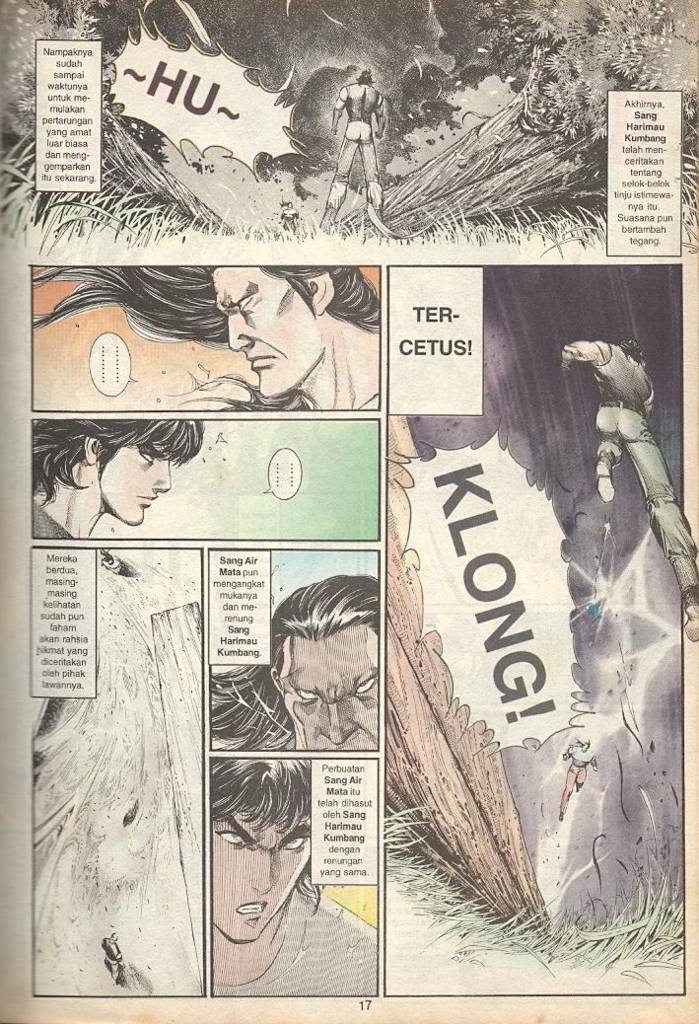 Nampaknya
sudah
sampai
waktunya
untuk me-
mulakan
pertarungan
yang amat
luar biasa
dan meng-
gemparkan
itu sekarang.
~HU~
Akhirnya,
Sang
Harimau
Kumbang
telah men-
ceritakan
tentang
selok-belok
tinju istimewa-
nya itu.
Suasana pun
bertambah
tegang.
TER-
CETUS!
KLONG!
Mereka
berdua,
masing-
masing
kelihatan
sudah pun
faham
akan rahsia
hikmat yang
diceritakan
oleh pihak
lawannya.
Sang Air
Mata pun
mengangkat
mukanya
dan me-
renung
Sang
Harimau
Kumbang.
Perbuatan
Sang Air
Mata itu
telah dihasut
oleh Sang
Harimau
Kumbang
dengan
renungan
yang sama.
17